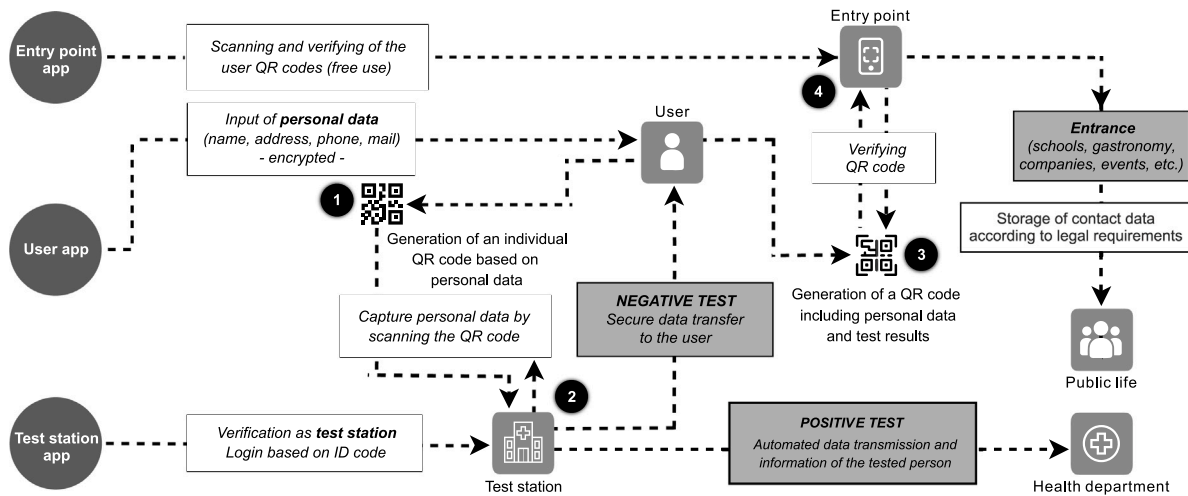 Entry point
app
Scanning and verifying of the
user QR codes (free use)
Entry point
4
Input of personal data
(name, address, phone, mail)
- encrypted -
User
Verifying
QR code
Entrance
(schools, gastronomy,
companies, events, etc.)
User app
1
Generation of an individual
QR code based on
personal data
3
Generation of a QR code
including personal data
and test results
Storage of contact data
according to legal requirements
Capture personal data by
scanning the QR code
NEGATIVE TEST
Secure data transfer
to the user
Public life
Test station
app
Verification as test station
Login based on ID code
2
Test station
POSITIVE TEST
Automated data transmission and
information of the tested person
Health department